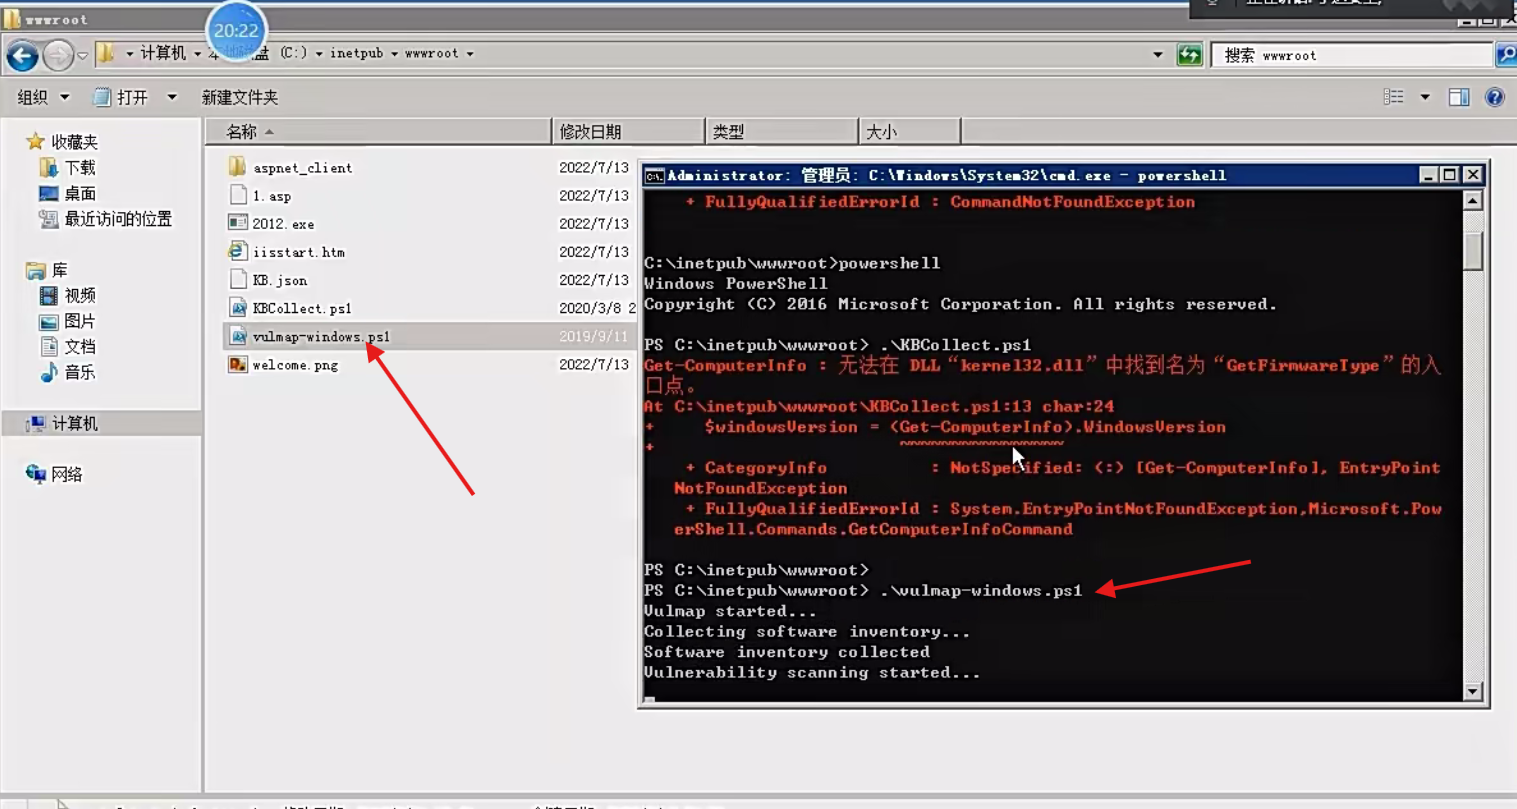 wwwroot
20:22
计算机 (C:) inetpub wwwroot
搜索 wwwroot
组织 打开 新建文件夹
名称 修改日期 类型 大小
收藏夹
下载
桌面
最近访问的位置
库
视频
图片
文档
音乐
计算机
网络
aspnet_client 2022/7/13
1.asp 2022/7/13
2012.exe 2022/7/13
iisstart.htm 2022/7/13
KB.json 2022/7/13
KBCollect.ps1 2020/3/8 2
vulmap-windows.ps1 2019/9/11
welcome.png 2022/7/13
Administrator: 管理员: C:\Windows\System32\cmd.exe - powershell
+ FullyQualifiedErrorId : CommandNotFoundException
C:\inetpub\wwwroot>powershell
Windows PowerShell
Copyright (C) 2016 Microsoft Corporation. All rights reserved.
PS C:\inetpub\wwwroot> .\KBCollect.ps1
Get-ComputerInfo : 无法在 DLL“kernel32.dll”中找到名为“GetFirmwareType”的入
口点。
At C:\inetpub\wwwroot\KBCollect.ps1:13 char:24
+ $windowsVersion = (Get-ComputerInfo).WindowsVersion
+ ~~~~~~~~~~~~~~~~
+ CategoryInfo : NotSpecified: (:) [Get-ComputerInfo], EntryPoint
NotFoundException
+ FullyQualifiedErrorId : System.EntryPointNotFoundException,Microsoft.Pow
erShell.Commands.GetComputerInfoCommand
PS C:\inetpub\wwwroot>
PS C:\inetpub\wwwroot> .\vulmap-windows.ps1
Vulmap started...
Collecting software inventory...
Software inventory collected
Vulnerability scanning started...